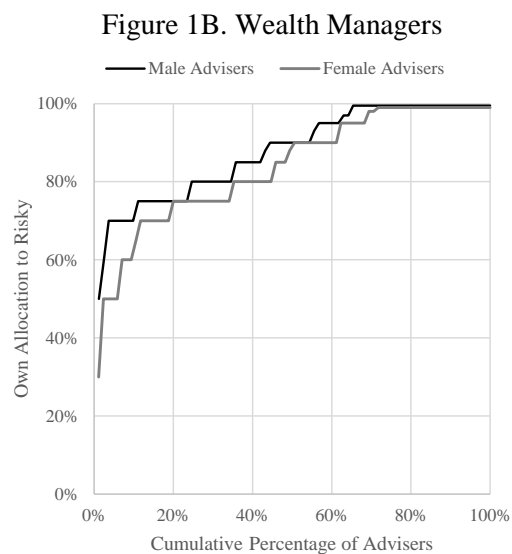 Figure 1B. Wealth Managers
Male Advisers Female Advisers
100%
80%
60%
40%
20%
0%
Own Allocation to Risky
0% 20% 40% 60% 80% 100%
Cumulative Percentage of Advisers